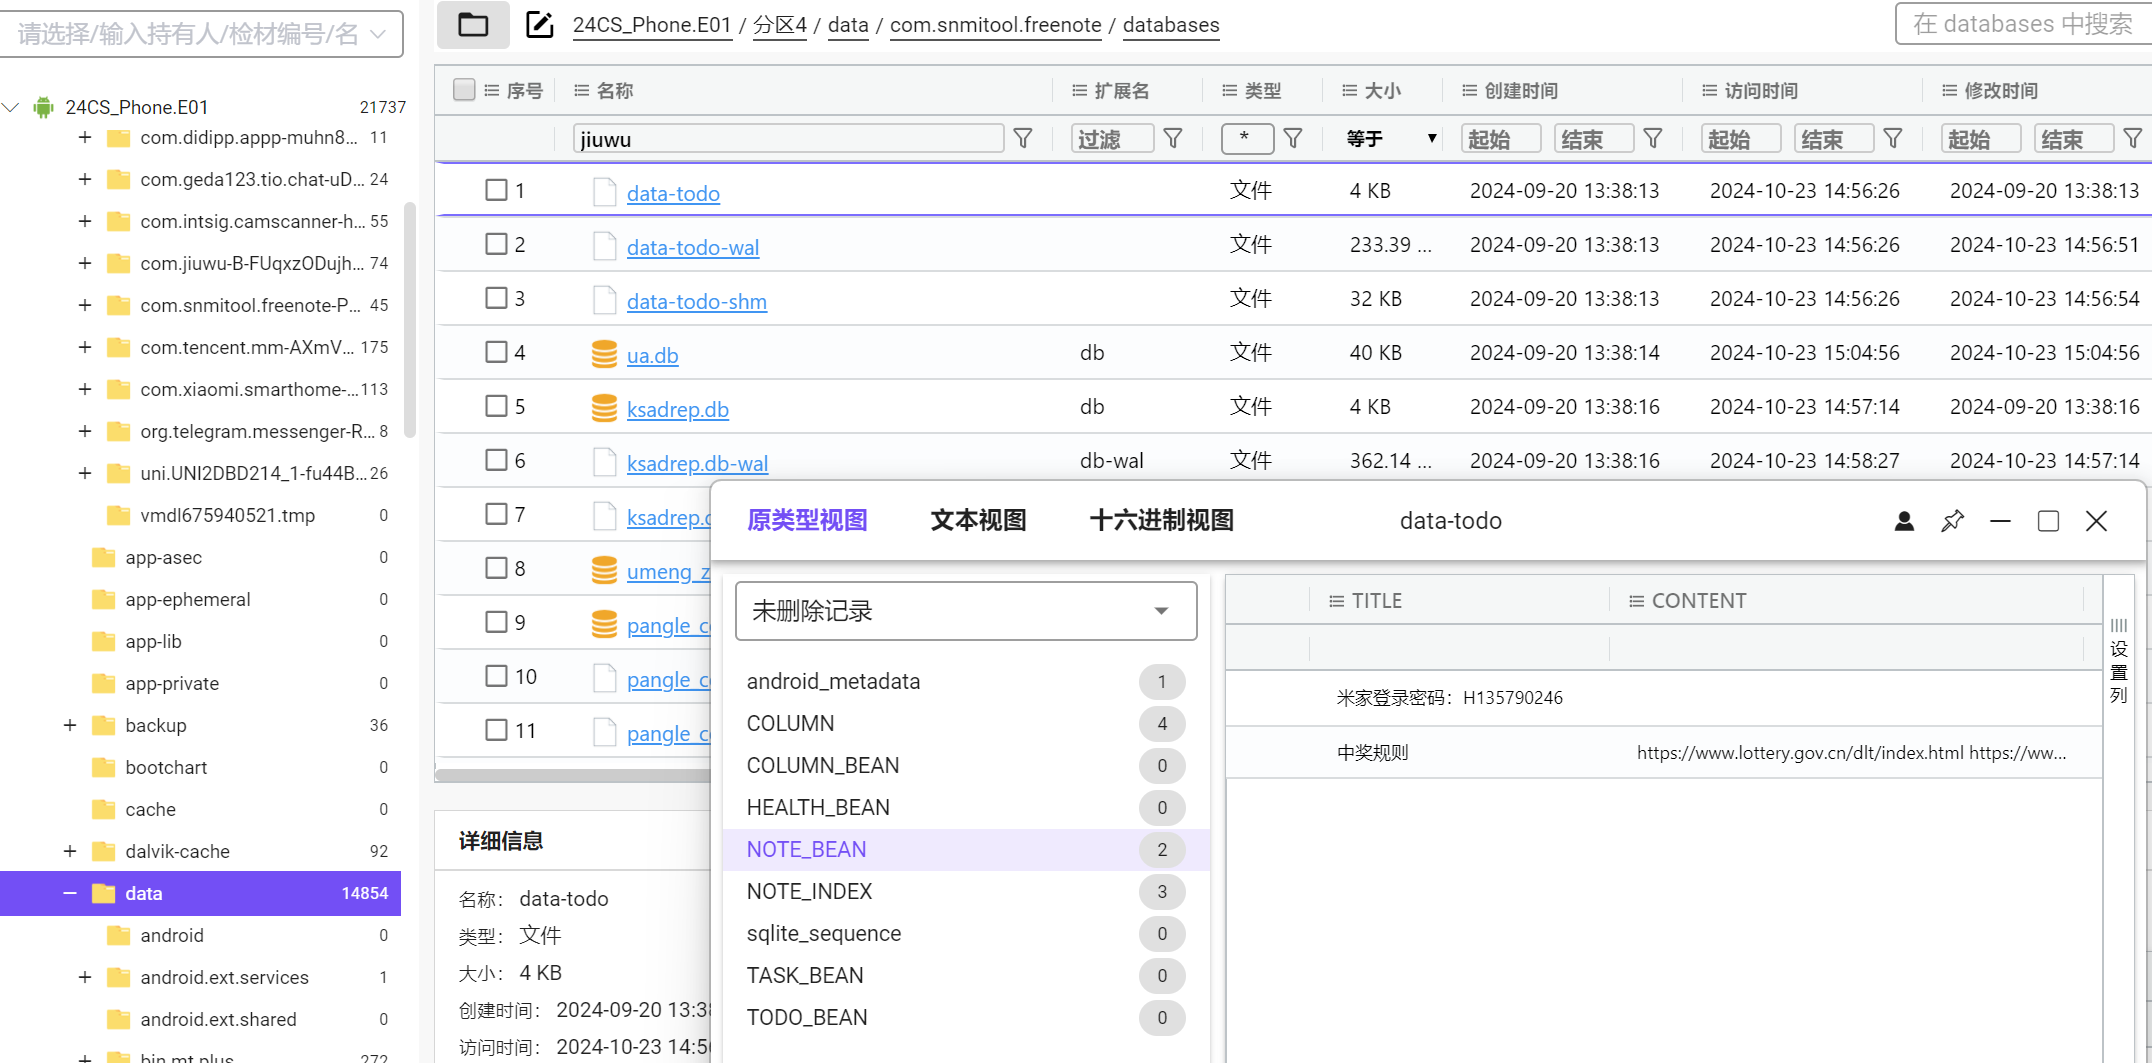 请选择/输入持有人/检材编号/名
24CS_Phone.E01 / 分区4 / data / com.snmitool.freenote / databases
在 databases 中搜索
24CS_Phone.E01 21737
com.didipp.appp-muhn8... 11
com.geda123.tio.chat-uD... 24
com.intsig.camscanner-h... 55
com.jiuwu-B-FUqxzODujh... 74
com.snmitool.freenote-P... 45
com.tencent.mm-AXmV... 175
com.xiaomi.smarthome-... 113
org.telegram.messenger-R... 8
uni.UNI2DBD214_1-fu44B... 26
vmdl675940521.tmp 0
app-asec 0
app-ephemeral 0
app-lib 0
app-private 0
backup 36
bootchart 0
cache 0
dalvik-cache 92
data 14854
android 0
android.ext.services 1
android.ext.shared 0
bin.mt.plus 272
序号 名称 扩展名 类型 大小 创建时间 访问时间 修改时间
jiuwu 过滤 * 等于 起始 结束 起始 结束 起始 结束
1 data-todo 文件 4 KB 2024-09-20 13:38:13 2024-10-23 14:56:26 2024-09-20 13:38:13
2 data-todo-wal 文件 233.39 ... 2024-09-20 13:38:13 2024-10-23 14:56:26 2024-10-23 14:56:51
3 data-todo-shm 文件 32 KB 2024-09-20 13:38:13 2024-10-23 14:56:26 2024-10-23 14:56:54
4 ua.db db 文件 40 KB 2024-09-20 13:38:14 2024-10-23 15:04:56 2024-10-23 15:04:56
5 ksadrep.db db 文件 4 KB 2024-09-20 13:38:16 2024-10-23 14:57:14 2024-09-20 13:38:16
6 ksadrep.db-wal db-wal 文件 362.14 ... 2024-09-20 13:38:16 2024-10-23 14:58:27 2024-10-23 14:57:14
7 ksadrep.d
8 umeng_z
9 pangle_c
10 pangle_c
11 pangle_c
详细信息
名称： data-todo
类型： 文件
大小： 4 KB
创建时间： 2024-09-20 13:38
访问时间： 2024-10-23 14:56
原类型视图 文本视图 十六进制视图 data-todo
未删除记录
android_metadata 1
COLUMN 4
COLUMN_BEAN 0
HEALTH_BEAN 0
NOTE_BEAN 2
NOTE_INDEX 3
sqlite_sequence 0
TASK_BEAN 0
TODO_BEAN 0
TITLE CONTENT
米家登录密码：H135790246
中奖规则 https://www.lottery.gov.cn/dlt/index.html https://ww...
设置列